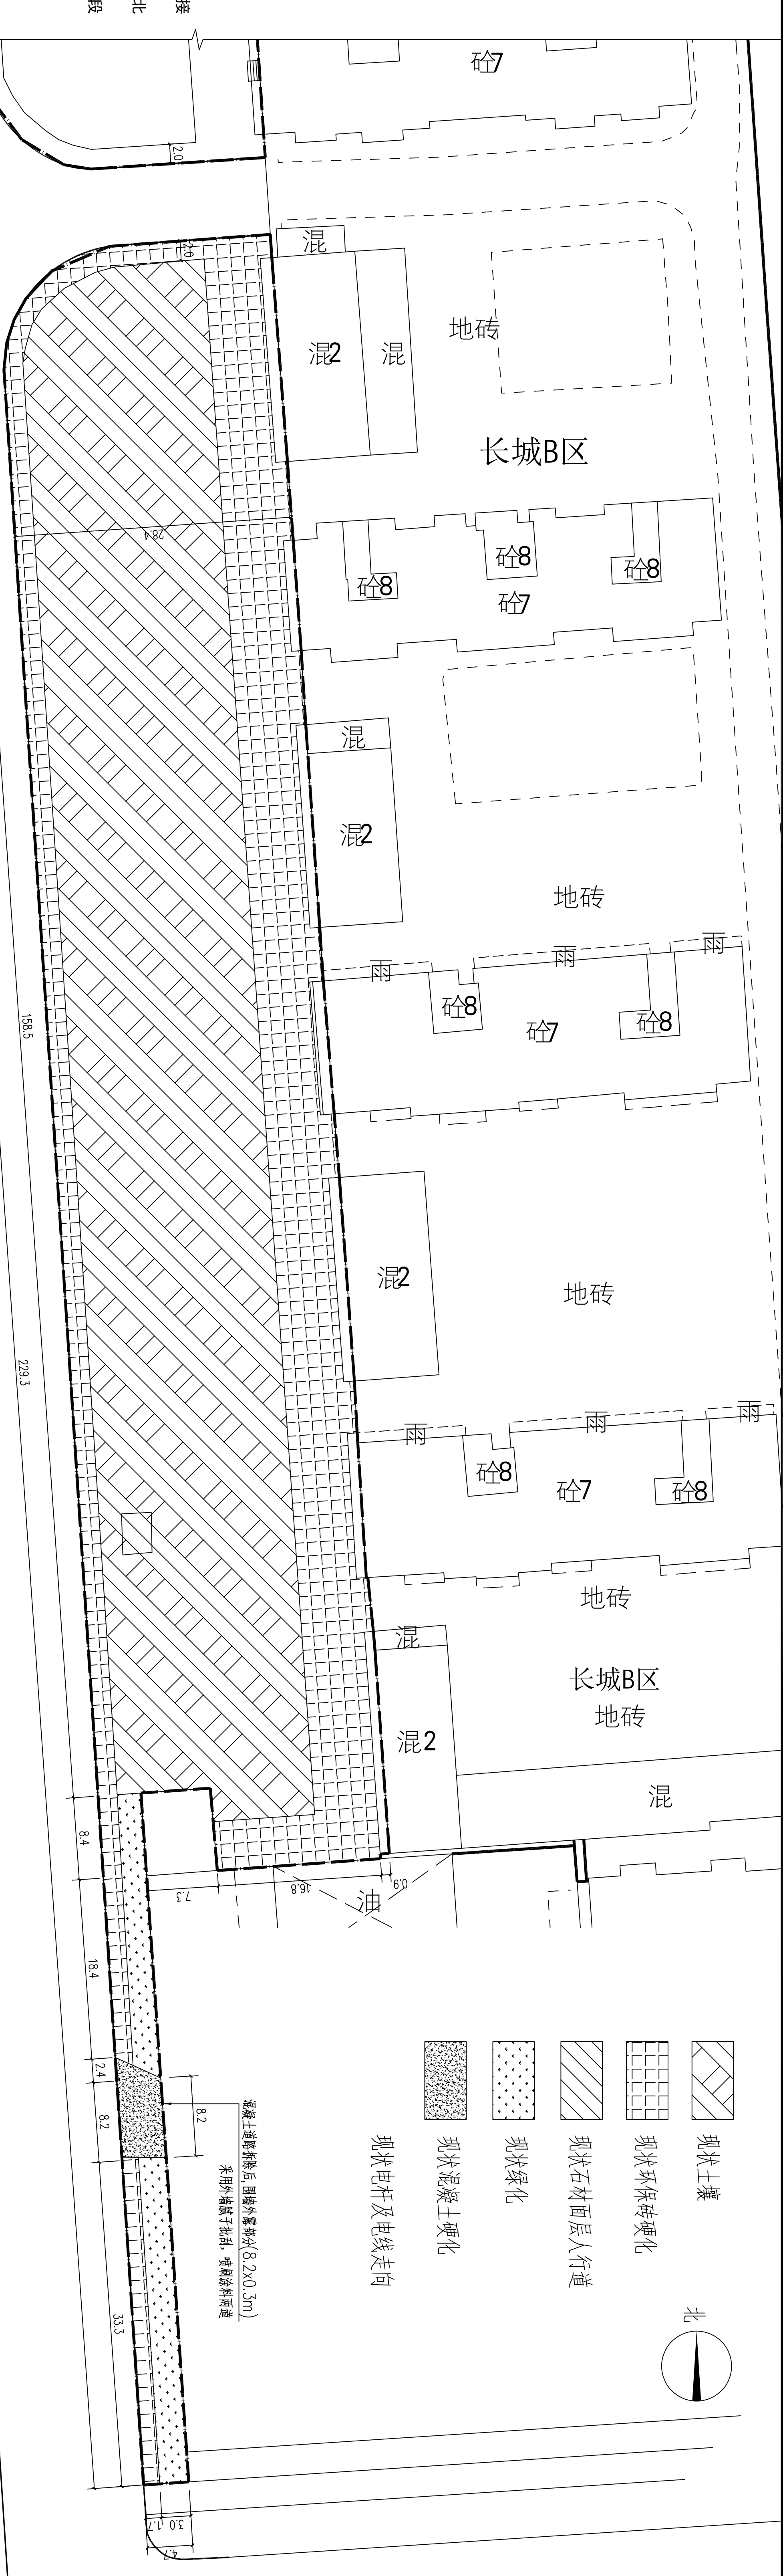 接
北
段
砼7
2.0
2.0
混
混2
混
地砖
长城B区
28.4
砼8
砼8
砼8
砼7
混
混2
地砖
雨
雨
雨
砼8
砼7
砼8
158.5
混2
地砖
229.3
雨
雨
雨
砼8
砼7
砼8
地砖
混
长城B区
地砖
混2
混
8.4
7.3
16.8
0.9
油
18.4
2.4
8.2
8.2
混凝土道路拆除后,围墙外露部分(8.2x0.3m)
采用外墙腻子批刮,喷刷涂料两道
33.3
1.7
3.0
4.7
现状土壤
现状环保砖硬化
现状石材面层人行道
现状绿化
现状混凝土硬化
现状电杆及电线走向
北